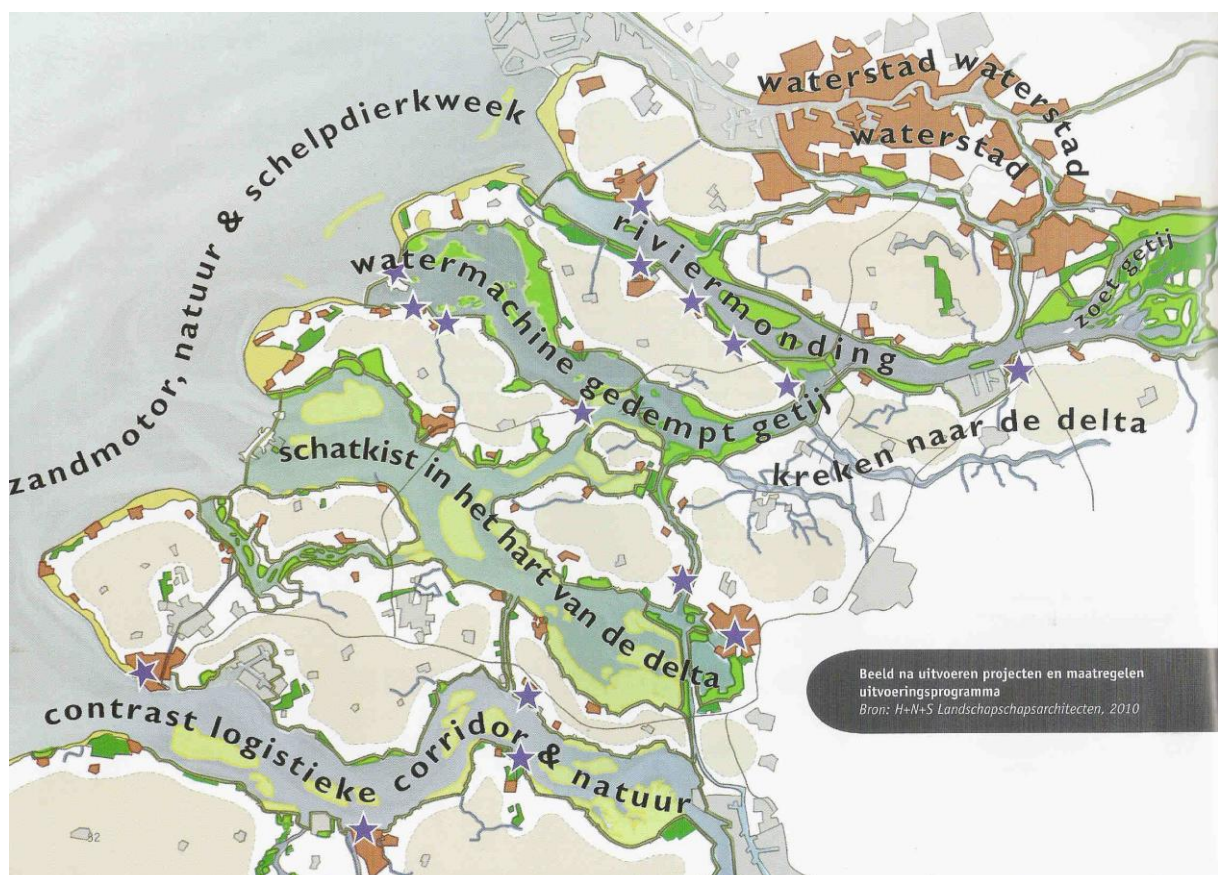 waterstad waterstad
waterstad
zandmotor, natuur & schelpdierkweek
riviermonding
zoet getij
watermachine gedempt getij
kreken naar de delta
schatkist in het hart van de delta
contrast logistieke corridor & natuur
Beeld na uitvoeren projecten en maatregelen
uitvoeringsprogramma
Bron: H+N+S Landschapschapsarchitecten, 2010